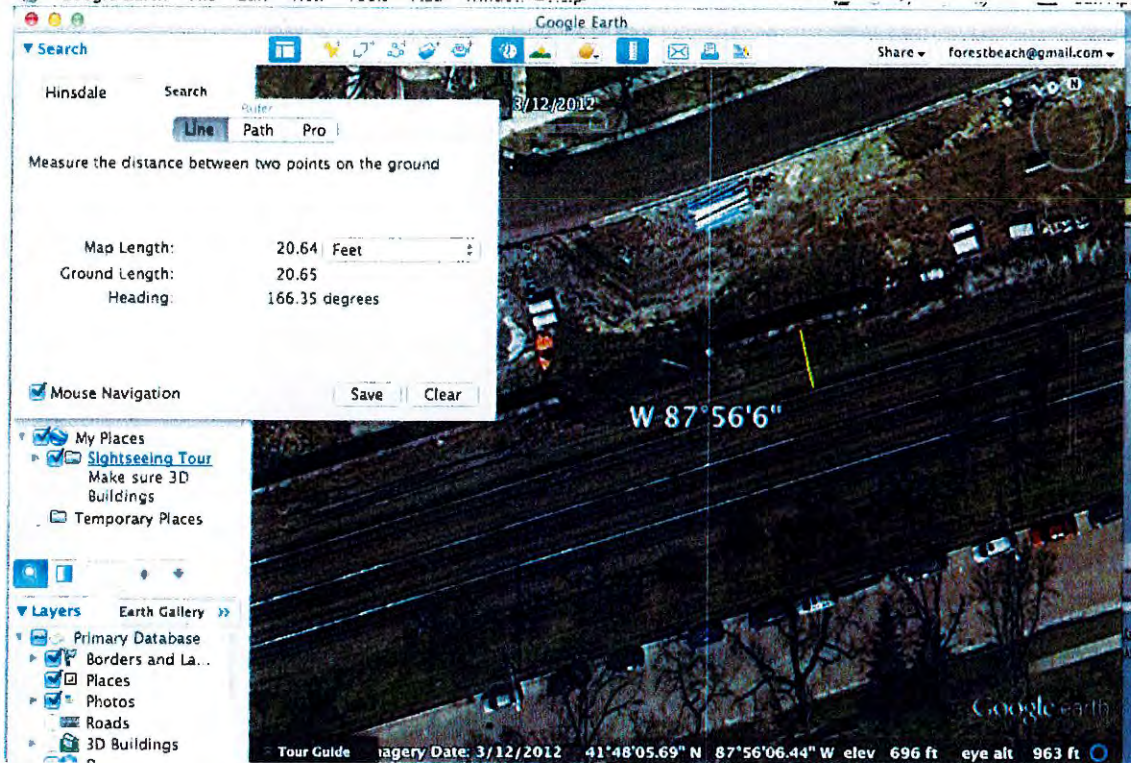 Google Earth
Search
Share
forestbeach@gmail.com
Hinsdale
Search
Ruler
Line
Path
Pro
Measure the distance between two points on the ground
Map Length:
20.64
Feet
Ground Length:
20.65
Heading:
166.35 degrees
Mouse Navigation
Save
Clear
3/12/2012
N
W 87°56'6"
My Places
Sightseeing Tour
Make sure 3D
Buildings
Temporary Places
Layers
Earth Gallery >>
Primary Database
Borders and La...
Places
Photos
Roads
3D Buildings
Google earth
Tour Guide
agery Date: 3/12/2012
41°48'05.69" N
87°56'06.44" W
elev
696 ft
eye alt
963 ft